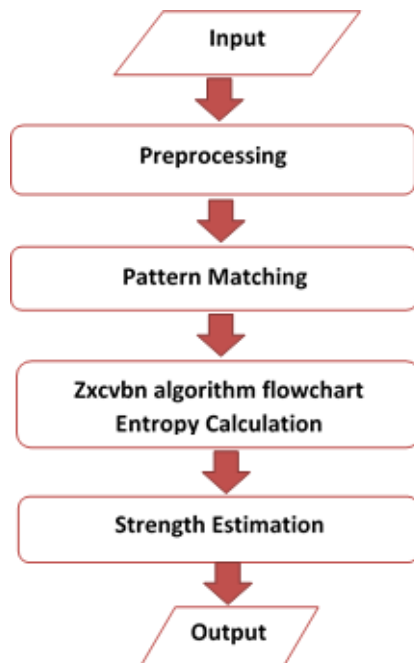 Input
Preprocessing
Pattern Matching
Zxcvbn algorithm flowchart
Entropy Calculation
Strength Estimation
Output